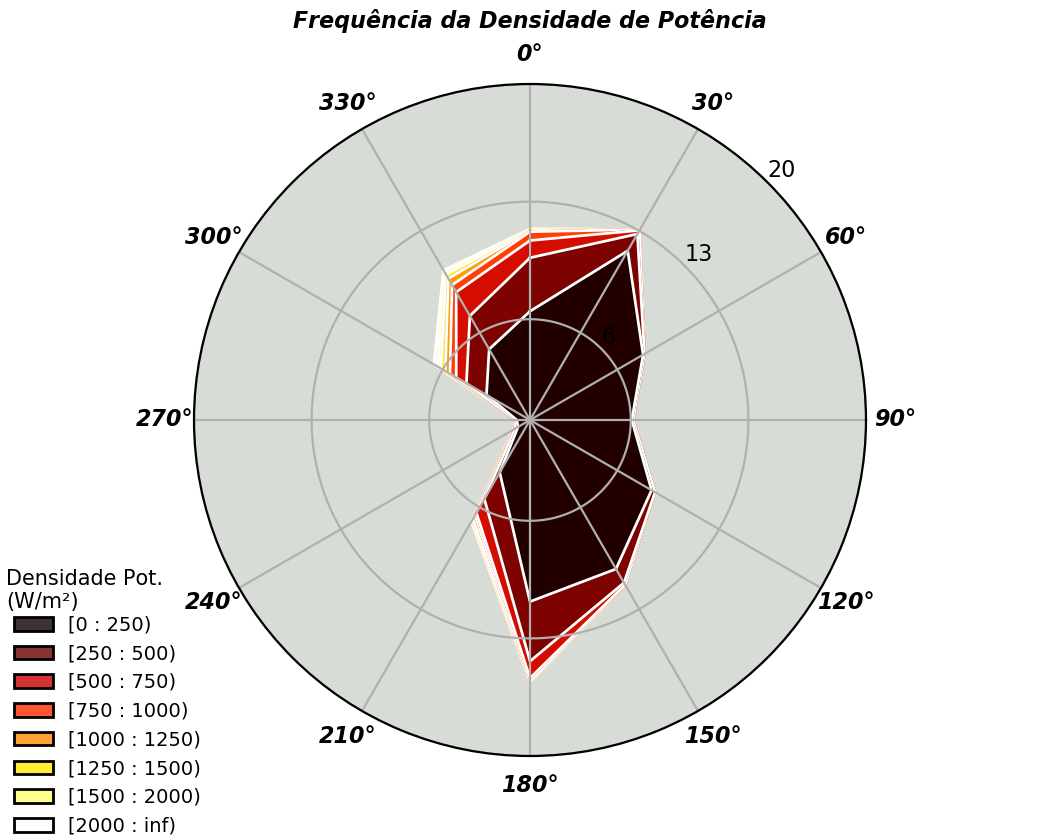 Frequência da Densidade de Potência
0°
330°
30°
20
300°
60°
13
6
270°
90°
240°
120°
210°
150°
180°
Densidade Pot.
(W/m²)
[0 : 250)
[250 : 500)
[500 : 750)
[750 : 1000)
[1000 : 1250)
[1250 : 1500)
[1500 : 2000)
[2000 : inf)